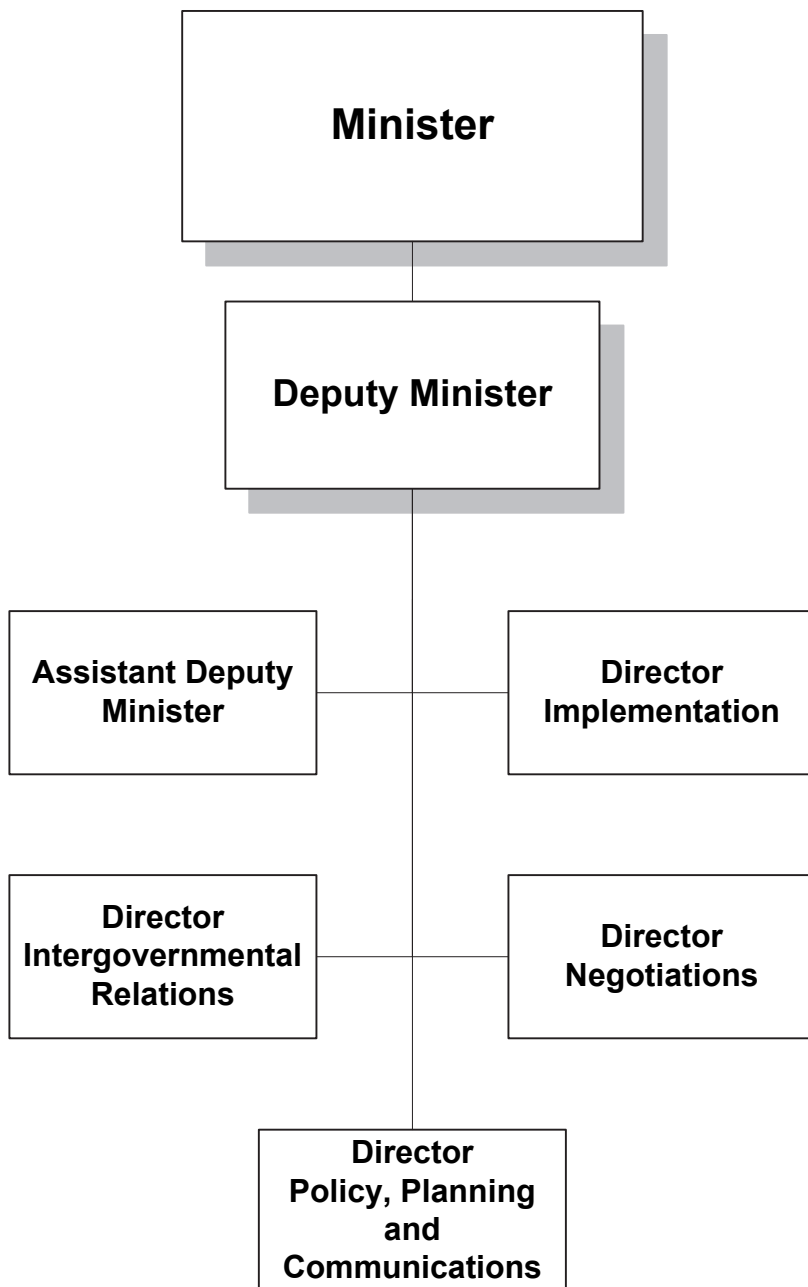 Minister
Deputy Minister
Assistant Deputy
Minister
Director
Implementation
Director
Intergovernmental
Relations
Director
Negotiations
Director
Policy, Planning
and
Communications